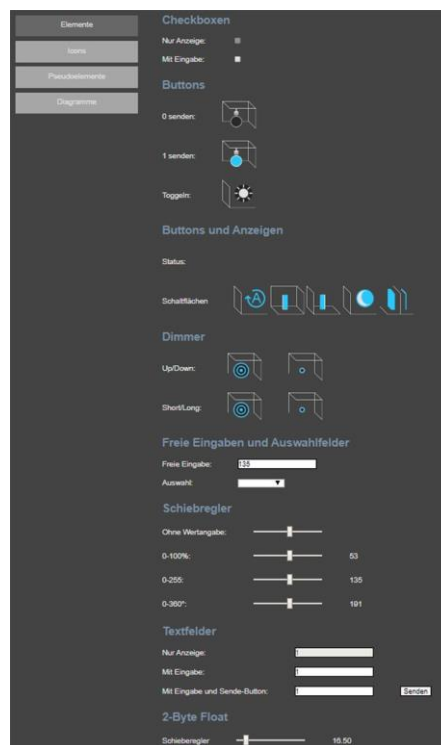 Elemente
Icons
Pseudoelemente
Diagramme
Checkboxen
Nur Anzeige:
Mit Eingabe:
Buttons
0 senden:
1 senden:
Toggeln:
Buttons und Anzeigen
Status:
Schaltflächen
A
Dimmer
Up/Down:
Short/Long:
Freie Eingaben und Auswahlfelder
Freie Eingabe: 135
Auswahl:
Schiebregler
Ohne Wertangabe:
0-100%: 53
0-255: 135
0-360°: 191
Textfelder
Nur Anzeige: 1
Mit Eingabe: 1
Mit Eingabe und Sende-Button: 1 Senden
2-Byte Float
Schieberegler 16.50